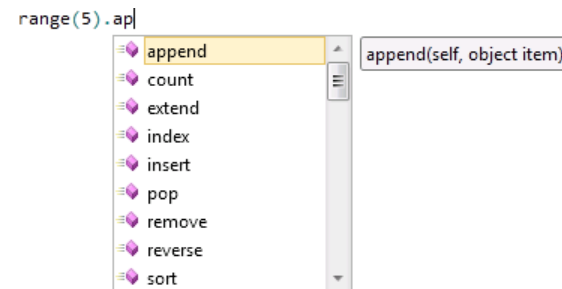 range(5).ap
append
append(self, object item)
count
extend
index
insert
pop
remove
reverse
sort